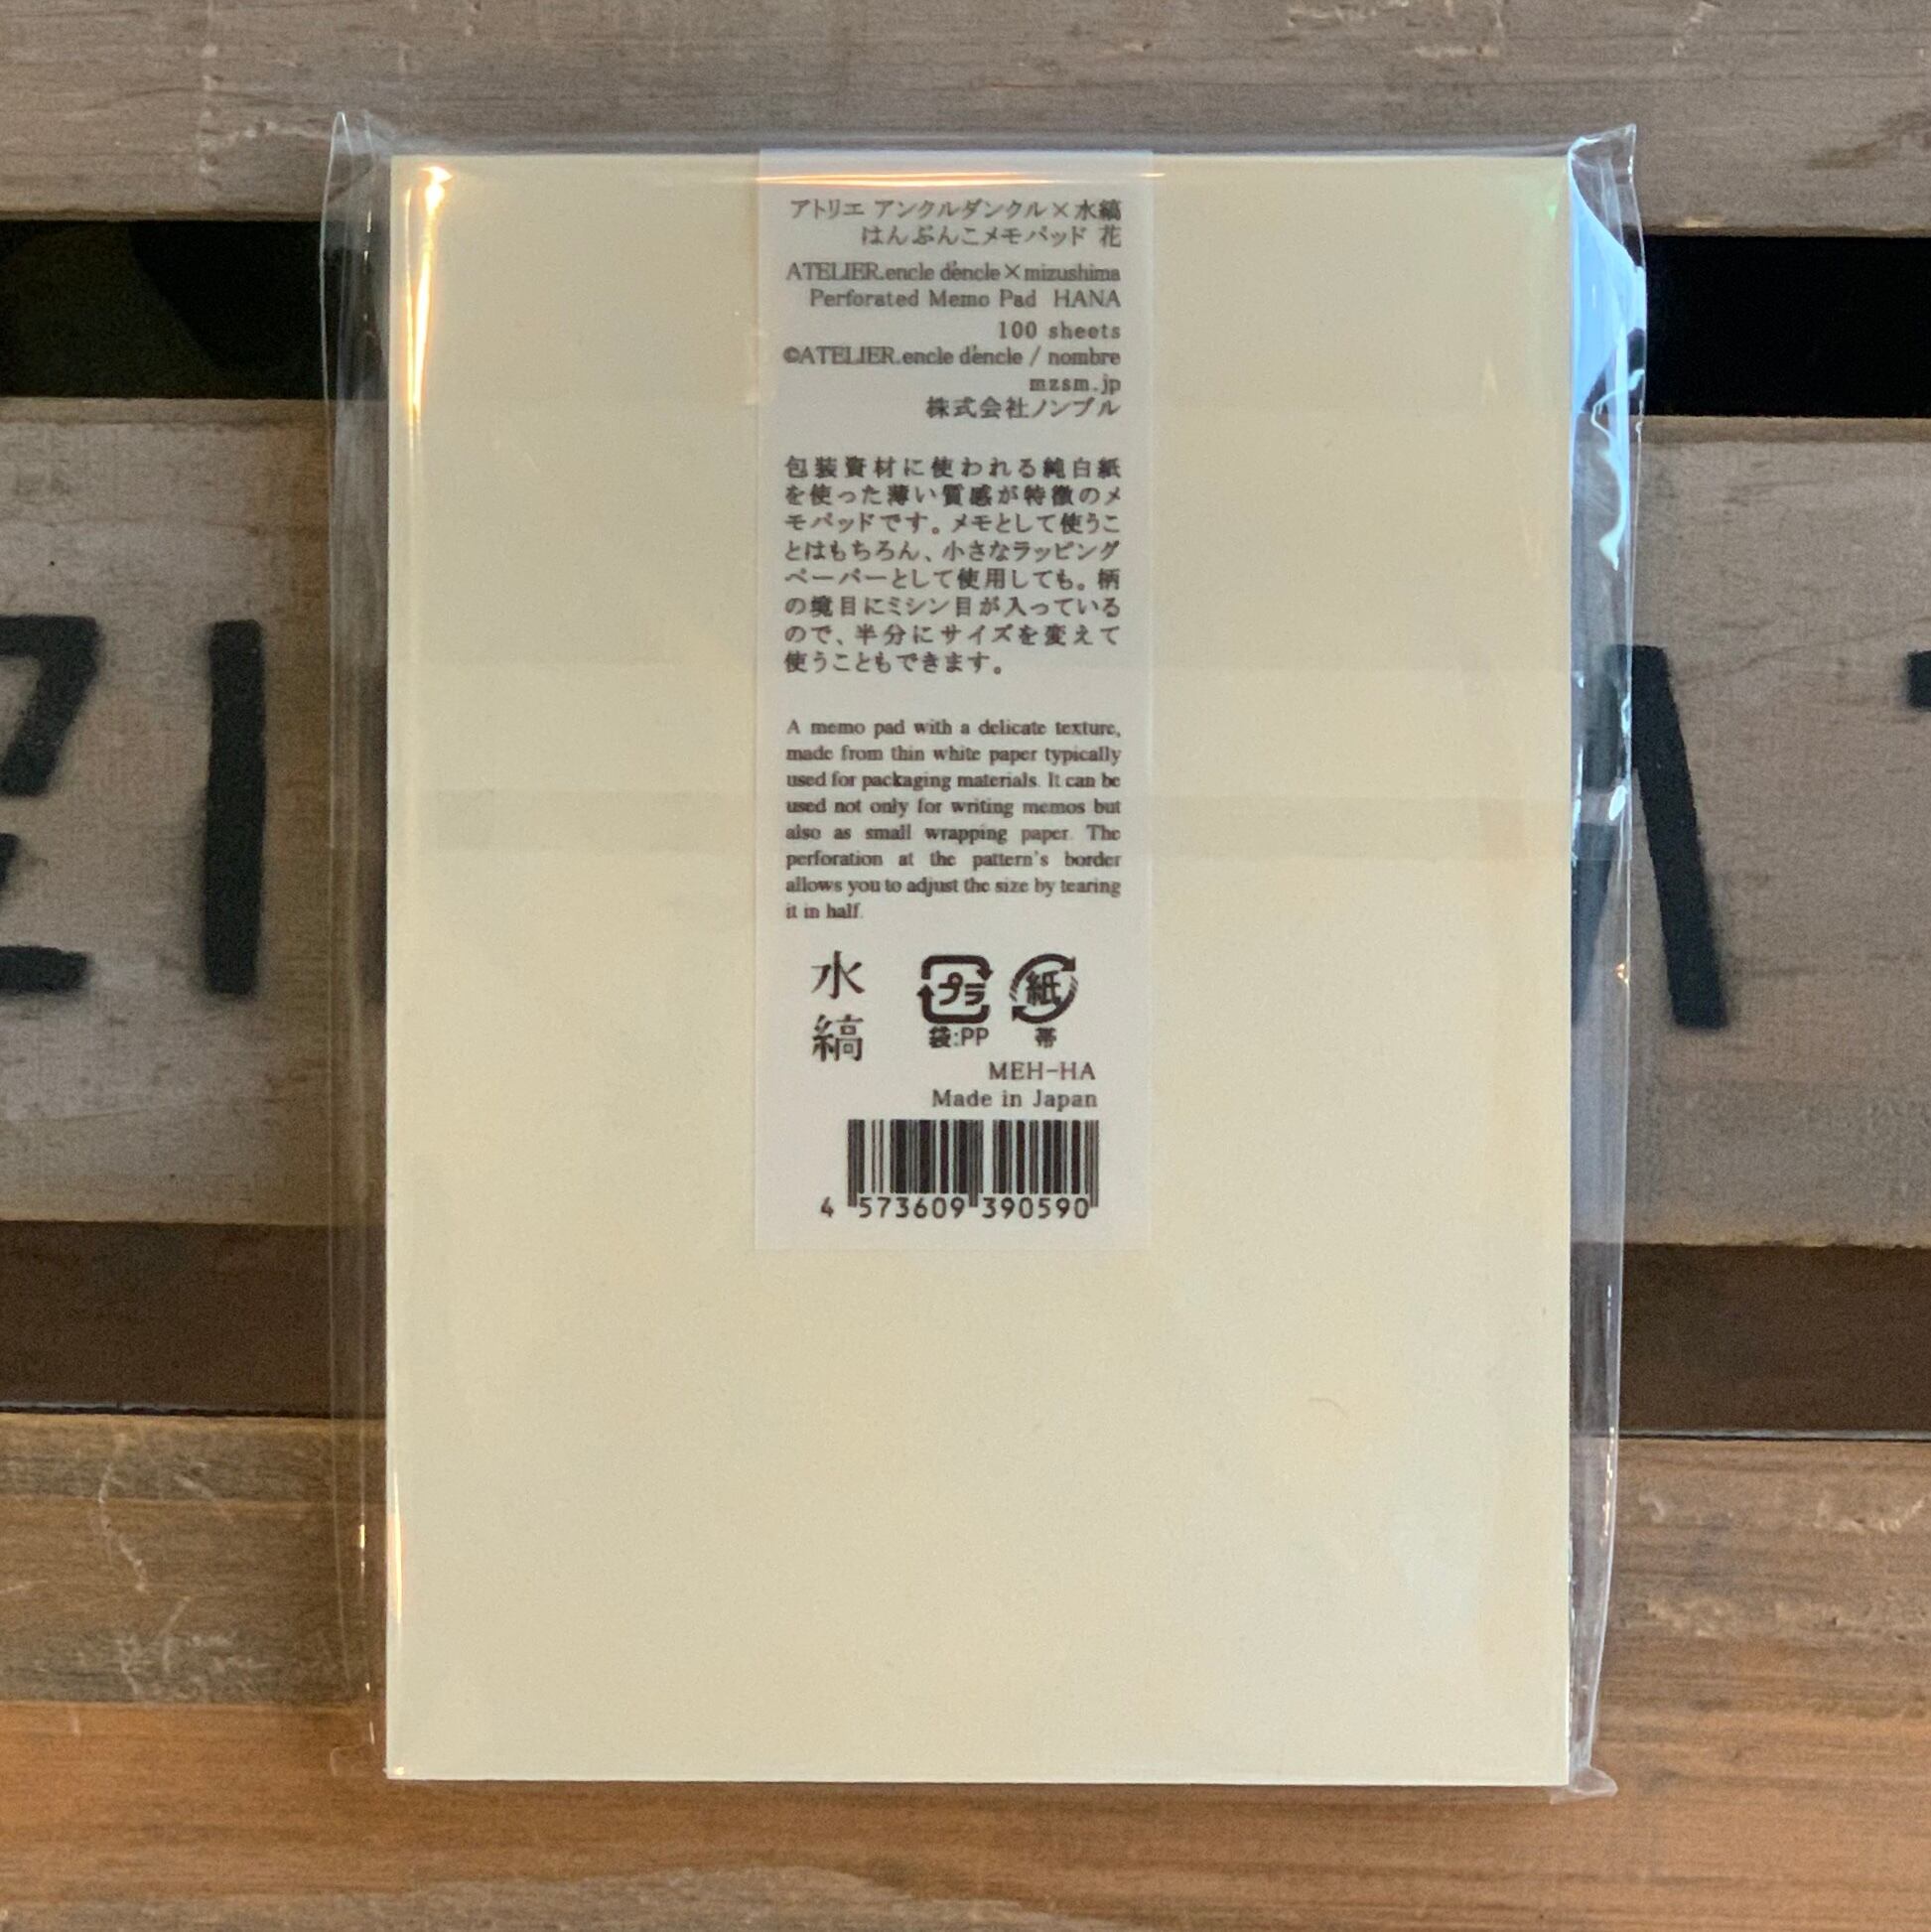 アトリエ アンクルダンクル×水縞
はんぶんこメモパッド 花
ATELIER.encle d'encle×mizushima
Perforated Memo Pad HANA
100 sheets
©ATELIER.encle d'encle / nombre
mzsm.jp
株式会社ノンブル
包装資材に使われる純白紙
を使った薄い質感が特徴のメ
モパッドです。メモとして使うこ
とはもちろん、小さなラッピング
ペーパーとして使用しても。柄
の境目にミシン目が入っている
ので、半分にサイズを変えて
使うこともできます。
A memo pad with a delicate texture,
made from thin white paper typically
used for packaging materials. It can be
used not only for writing memos but
also as small wrapping paper. The
perforation at the pattern's border
allows you to adjust the size by tearing
it in half.
水縞
プラ 紙
袋:PP 帯
MEH-HA
Made in Japan
4 573609 390590